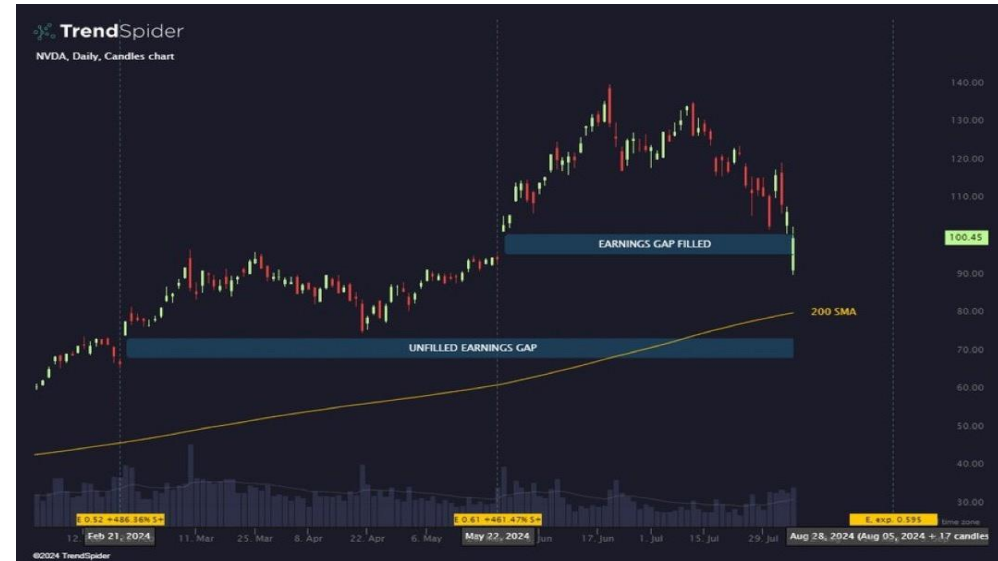 TrendSpider
NVDA, Daily, Candles chart
140.00
130.00
120.00
110.00
100.45
EARNINGS GAP FILLED
90.00
200 SMA
80.00
UNFILLED EARNINGS GAP
70.00
60.00
50.00
40.00
30.00
E 0.52 +486.36% S+
E 0.61 +461.47% S+
E, exp. 0.595
time zone
12.
Feb 21, 2024
11. Mar
25. Mar
8. Apr
22. Apr
6. May
May 22, 2024
Jun
17. Jun
1. Jul
15. Jul
29. Jul
Aug 28, 2024 (Aug 05, 2024 + 17 candles
©2024 TrendSpider